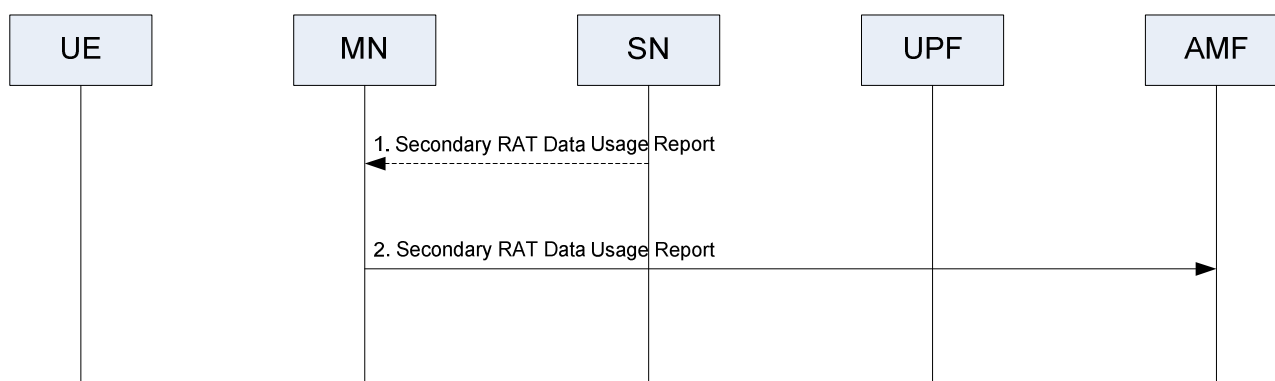 UE
MN
SN
UPF
AMF
1. Secondary RAT Data Usage Report
2. Secondary RAT Data Usage Report